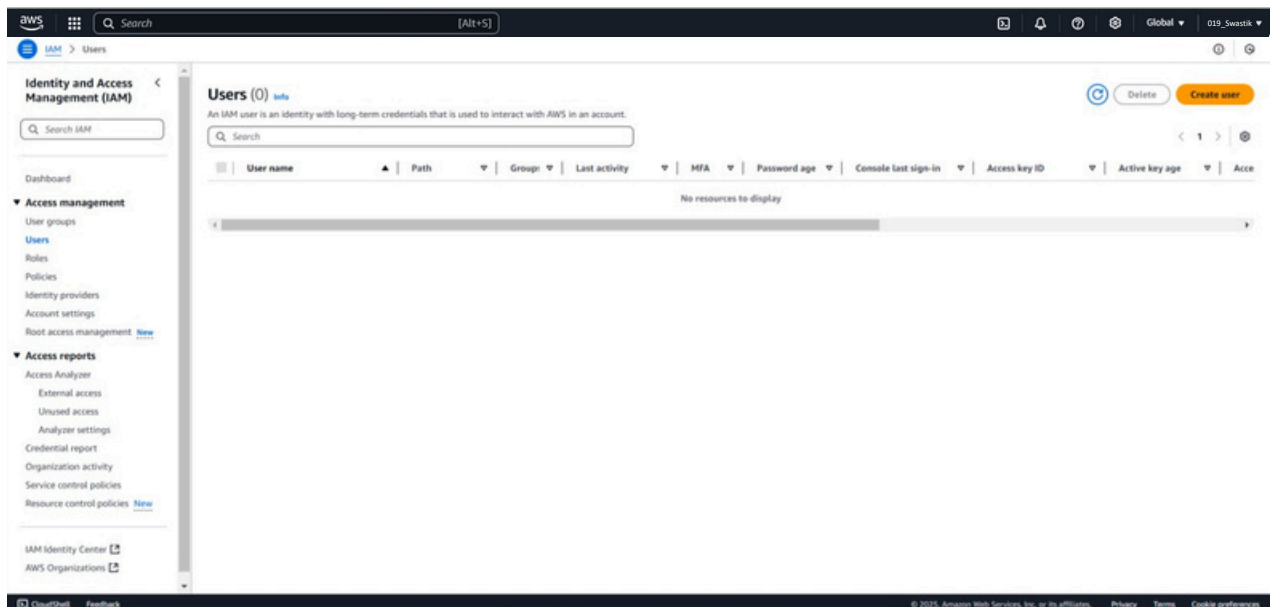 aws Search [Alt+S] Global 019_Swastik
IAM > Users
Identity and Access Management (IAM)
Search IAM
Dashboard
Access management
User groups
Users
Roles
Policies
Identity providers
Account settings
Root access management New
Access reports
Access Analyzer
External access
Unused access
Analyzer settings
Credential report
Organization activity
Service control policies
Resource control policies New
IAM Identity Center
AWS Organizations
Users (0) Info
Delete Create user
An IAM user is an identity with long-term credentials that is used to interact with AWS in an account.
Search
1
User name Path Group: Last activity MFA Password age Console last sign-in Access key ID Active key age Acce
No resources to display
CloudShell Feedback © 2025, Amazon Web Services, Inc. or its affiliates. Privacy Terms Cookie preferences